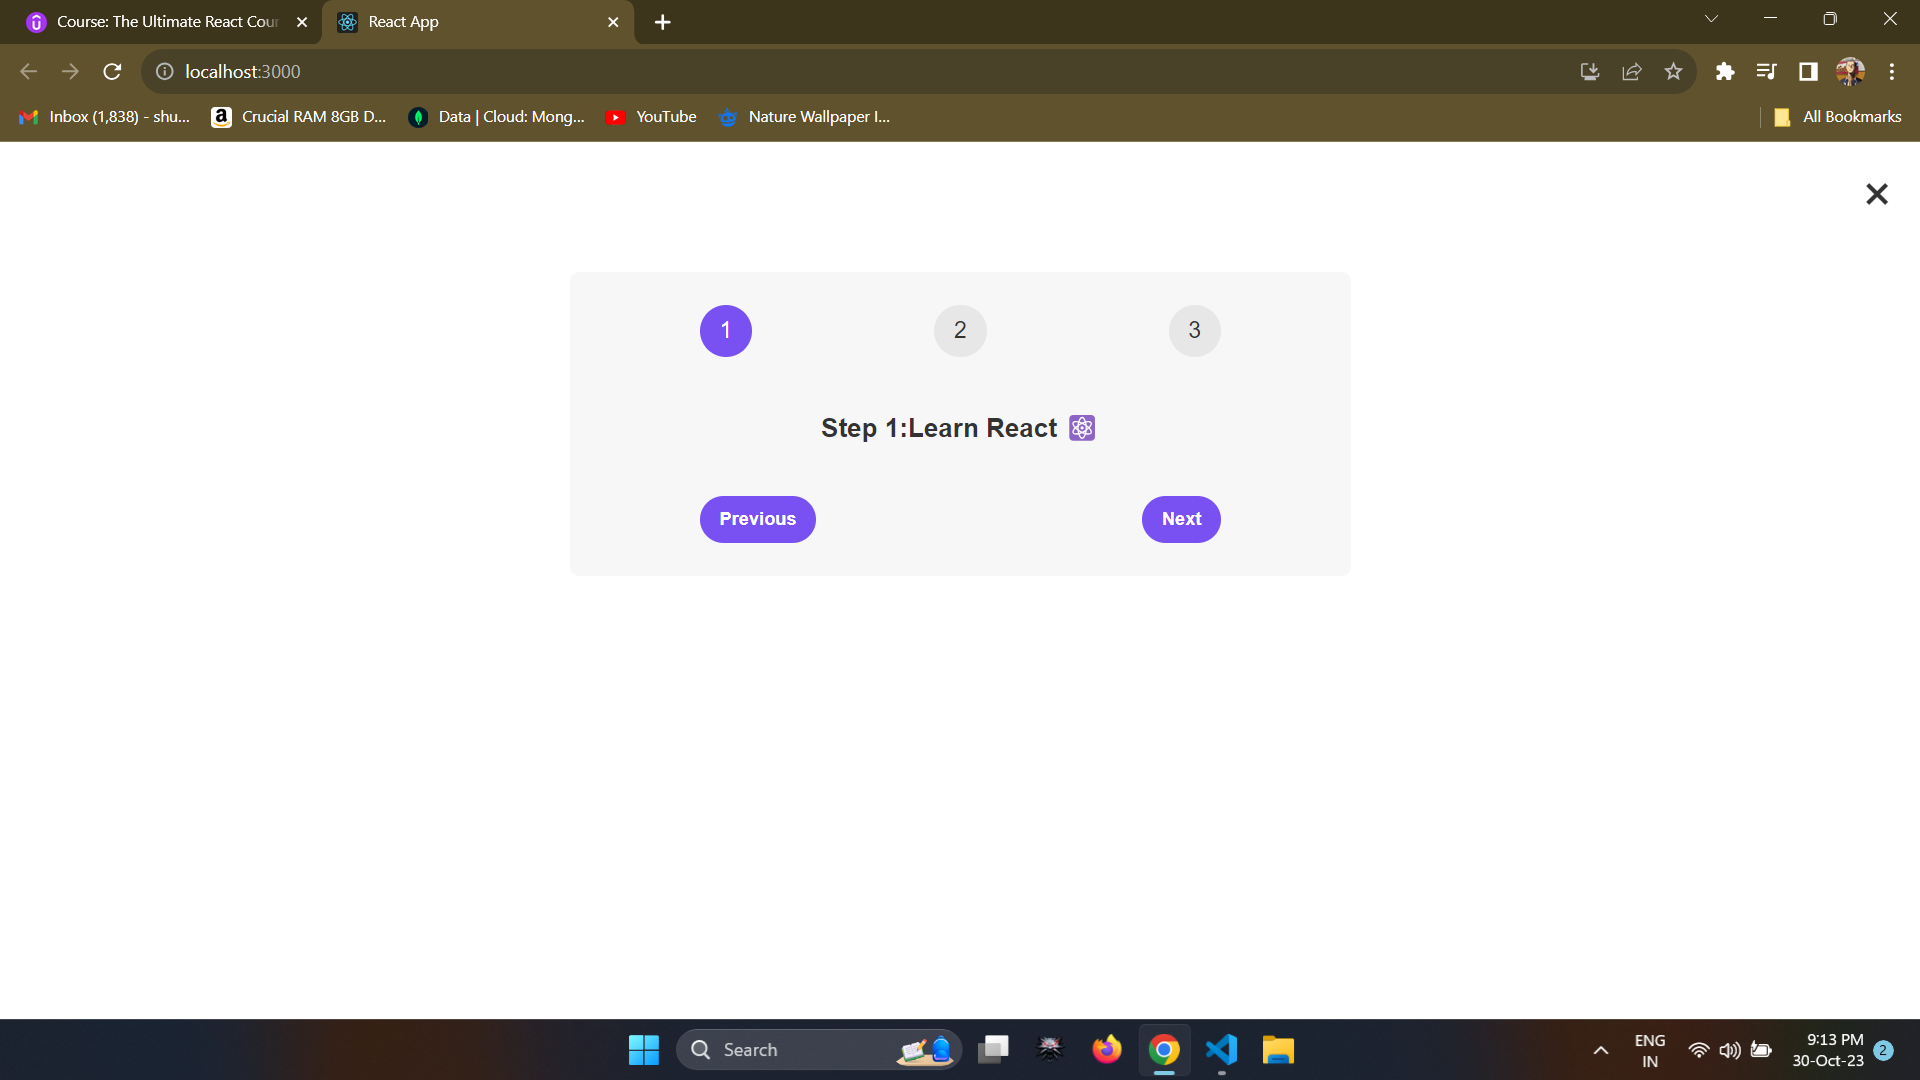 Course: The Ultimate React Cour
React App
localhost:3000
Inbox (1,838) - shu...
Crucial RAM 8GB D...
Data | Cloud: Mong...
YouTube
Nature Wallpaper I...
All Bookmarks
1
2
3
Step 1:Learn React ⚛️
Previous
Next
Search
ENG
IN
9:13 PM
30-Oct-23
2